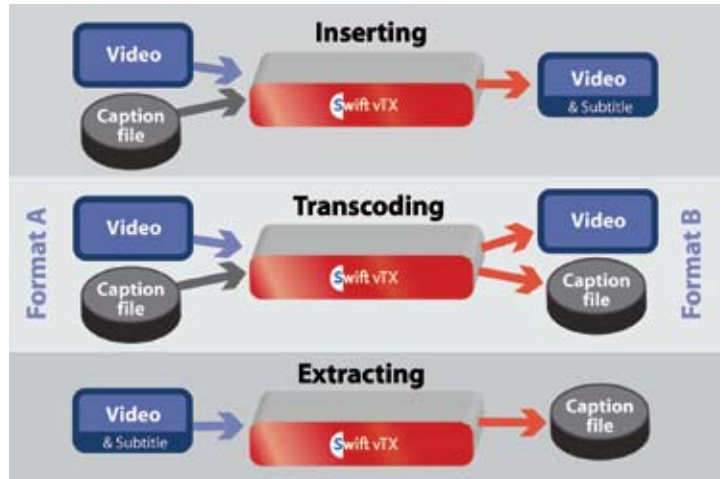 Inserting
Video
Caption
file
Swift vTX
Video
& Subtitle
Transcoding
Format A
Video
Caption
file
Swift vTX
Video
Caption
file
Format B
Extracting
Video
& Subtitle
Swift vTX
Caption
file